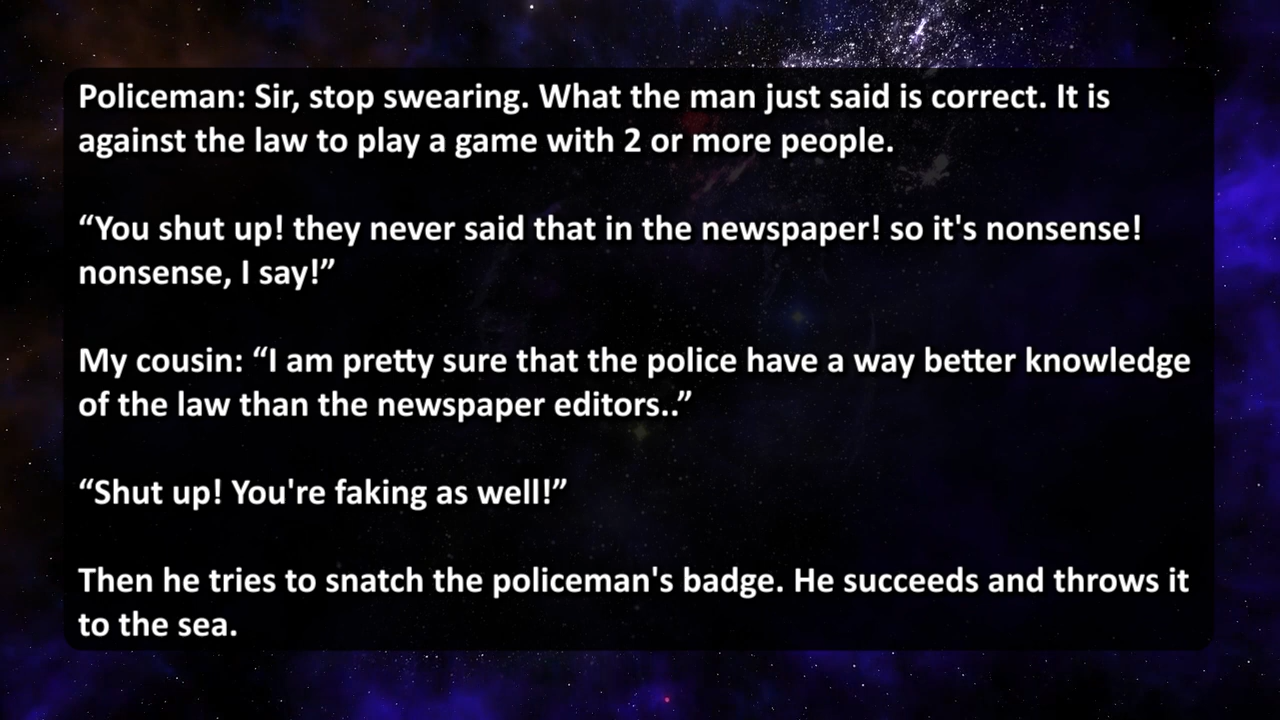 Policeman: Sir, stop swearing. What the man just said is correct. It is
against the law to play a game with 2 or more people.
“You shut up! they never said that in the newspaper! so it's nonsense!
nonsense, I say!”
My cousin: “I am pretty sure that the police have a way better knowledge
of the law than the newspaper editors..”
“Shut up! You're faking as well!”
Then he tries to snatch the policeman's badge. He succeeds and throws it
to the sea.